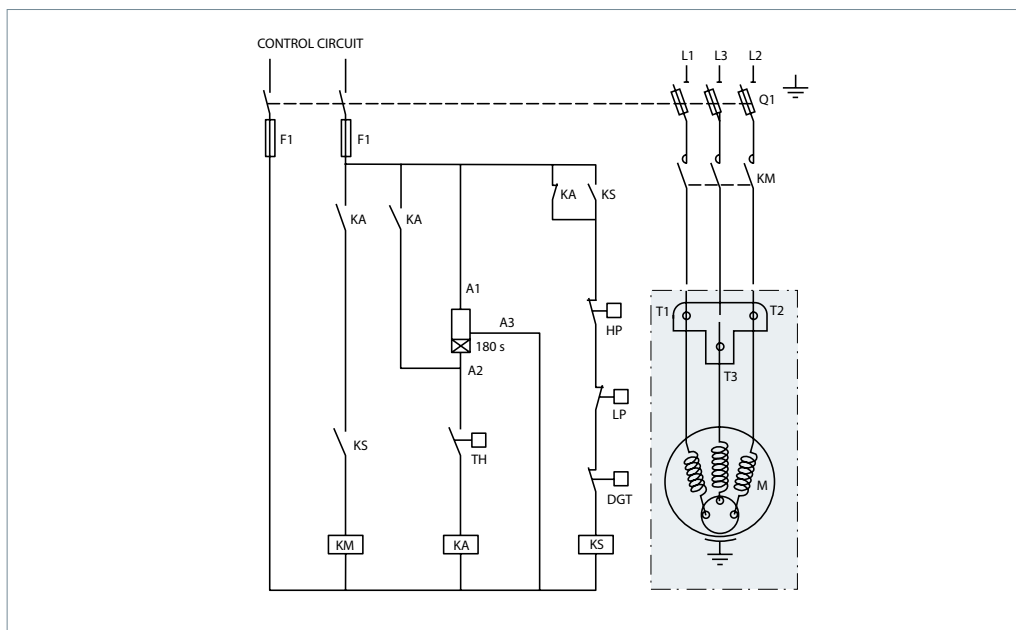 CONTROL CIRCUIT
L1
L3
L2
Q1
F1
F1
KM
KA
KA
KA
KS
A1
A3
180 s
A2
HP
T1
T2
T3
LP
KS
TH
DGT
M
KM
KA
KS